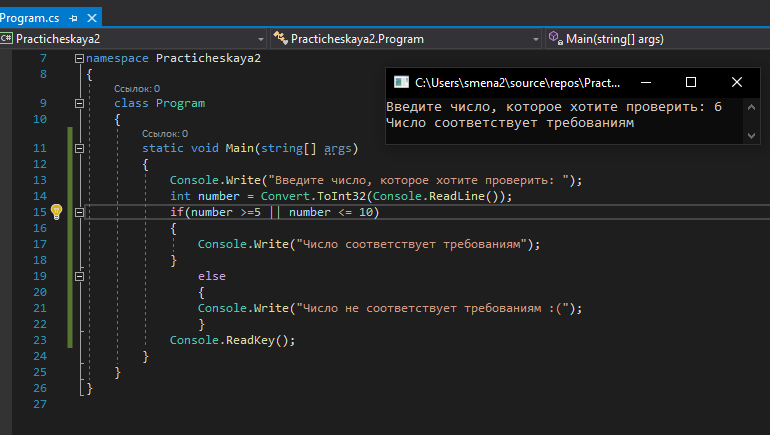 Program.cs
C# Practicheskaya2
Practicheskaya2.Program
Main(string[] args)
7 namespace Practicheskaya2
8 {
Ссылок: 0
9 class Program
10 {
Ссылок: 0
11 static void Main(string[] args)
12 {
13 Console.Write("Введите число, которое хотите проверить: ");
14 int number = Convert.ToInt32(Console.ReadLine());
15 if(number >=5 || number <= 10)
16 {
17 Console.Write("Число соответствует требованиям");
18 }
19 else
20 {
21 Console.Write("Число не соответствует требованиям :(");
22 }
23 Console.ReadKey();
24 }
25 }
26 }
27
C:\Users\smena2\source\repos\Pract...
Введите число, которое хотите проверить: 6
Число соответствует требованиям